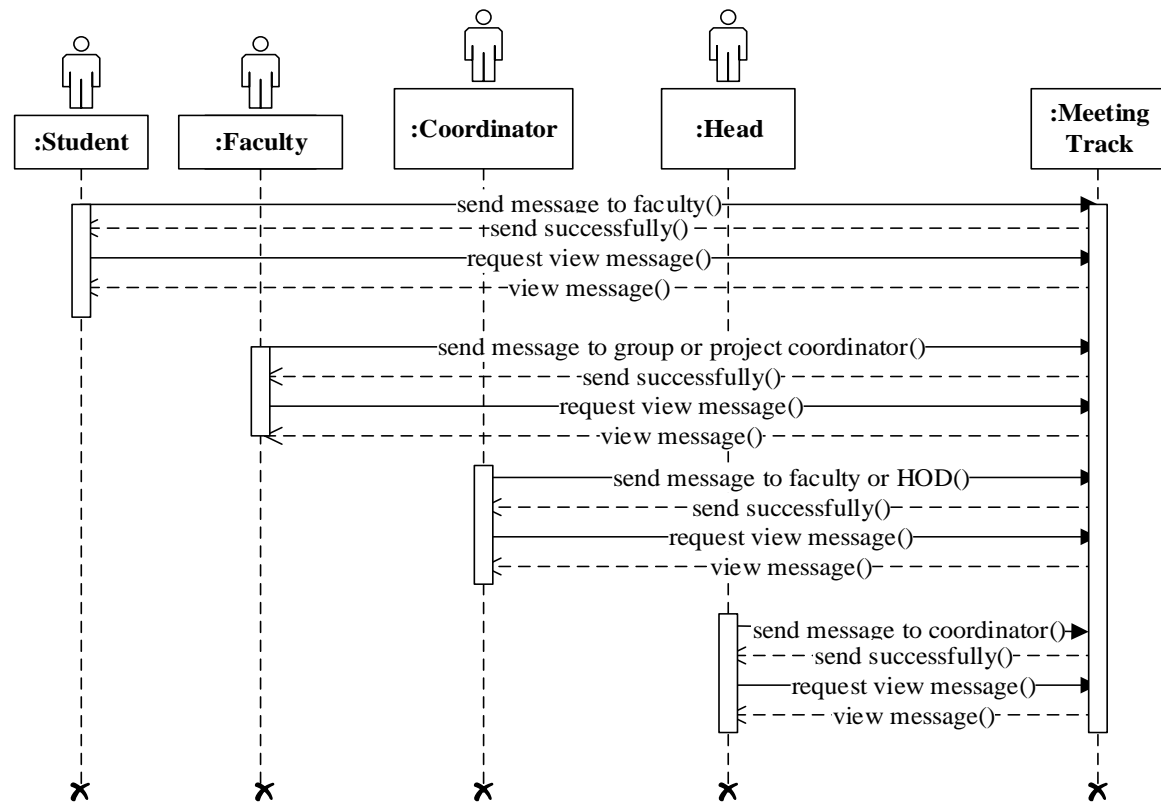 :Student
:Faculty
:Coordinator
:Head
:Meeting
Track
send message to faculty()
send successfully()
request view message()
view message()
send message to group or project coordinator()
send successfully()
request view message()
view message()
send message to faculty or HOD()
send successfully()
request view message()
view message()
send message to coordinator()
send successfully()
request view message()
view message()